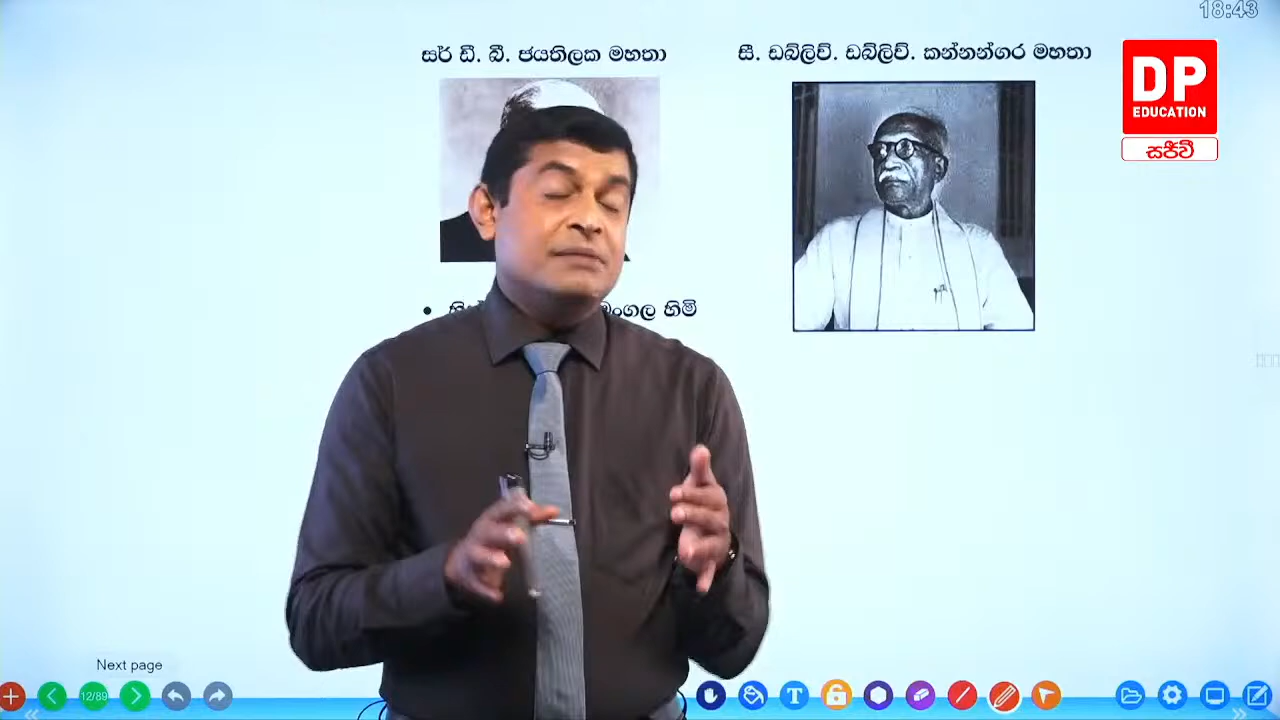 18:43
සර් ඩී. බී. ජයතිලක මහතා
සී. ඩබ්ලිව්. ඩබ්ලිව්. කන්නන්ගර මහතා
DP
EDUCATION
සජීවී
හිමි
Next page
12/89